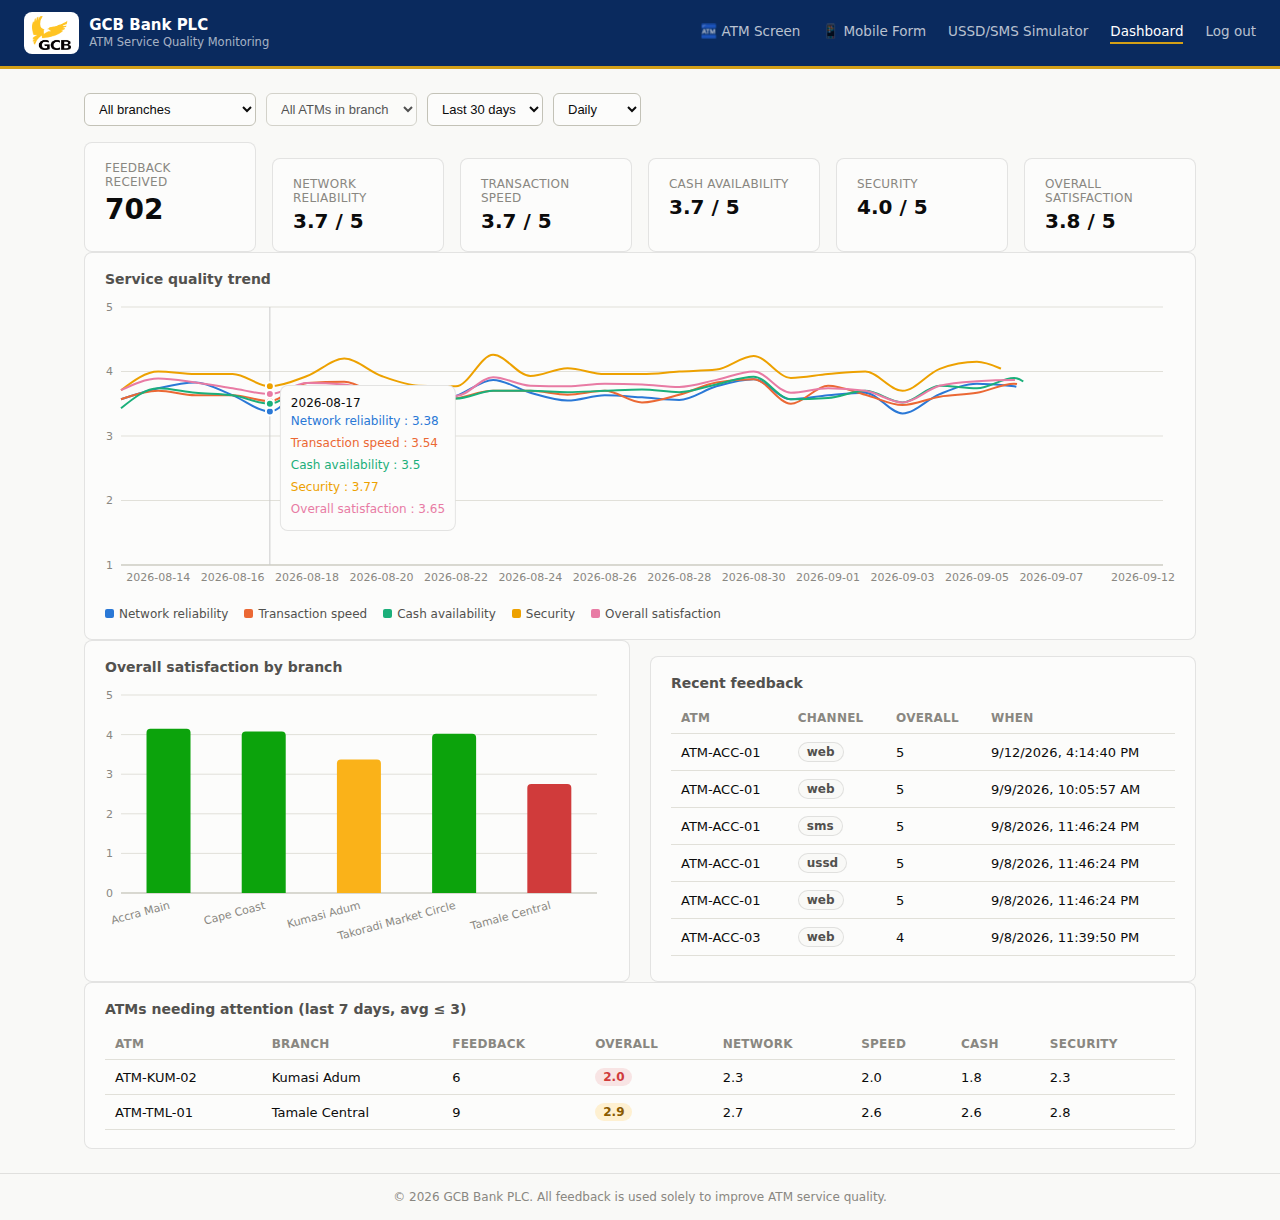 GCB
GCB Bank PLC
ATM Service Quality Monitoring
ATM Screen
Mobile Form
USSD/SMS Simulator
Dashboard
Log out
All branches
All ATMs in branch
Last 30 days
Daily
FEEDBACK RECEIVED
702
NETWORK RELIABILITY
3.7 / 5
TRANSACTION SPEED
3.7 / 5
CASH AVAILABILITY
3.7 / 5
SECURITY
4.0 / 5
OVERALL SATISFACTION
3.8 / 5
Service quality trend
5
4
3
2
1
2026-08-17
Network reliability : 3.38
Transaction speed : 3.54
Cash availability : 3.5
Security : 3.77
Overall satisfaction : 3.65
2026-08-14 2026-08-16 2026-08-18 2026-08-20 2026-08-22 2026-08-24 2026-08-26 2026-08-28 2026-08-30 2026-09-01 2026-09-03 2026-09-05 2026-09-07 2026-09-12
Network reliability Transaction speed Cash availability Security Overall satisfaction
Overall satisfaction by branch
5
4
3
2
1
0
Accra Main
Cape Coast
Kumasi Adum
Takoradi Market Circle
Tamale Central
Recent feedback
ATM CHANNEL OVERALL WHEN
ATM-ACC-01 web 5 9/12/2026, 4:14:40 PM
ATM-ACC-01 web 5 9/9/2026, 10:05:57 AM
ATM-ACC-01 sms 5 9/8/2026, 11:46:24 PM
ATM-ACC-01 ussd 5 9/8/2026, 11:46:24 PM
ATM-ACC-01 web 5 9/8/2026, 11:46:24 PM
ATM-ACC-03 web 4 9/8/2026, 11:39:50 PM
ATMs needing attention (last 7 days, avg ≤ 3)
ATM BRANCH FEEDBACK OVERALL NETWORK SPEED CASH SECURITY
ATM-KUM-02 Kumasi Adum 6 2.0 2.3 2.0 1.8 2.3
ATM-TML-01 Tamale Central 9 2.9 2.7 2.6 2.6 2.8
© 2026 GCB Bank PLC. All feedback is used solely to improve ATM service quality.